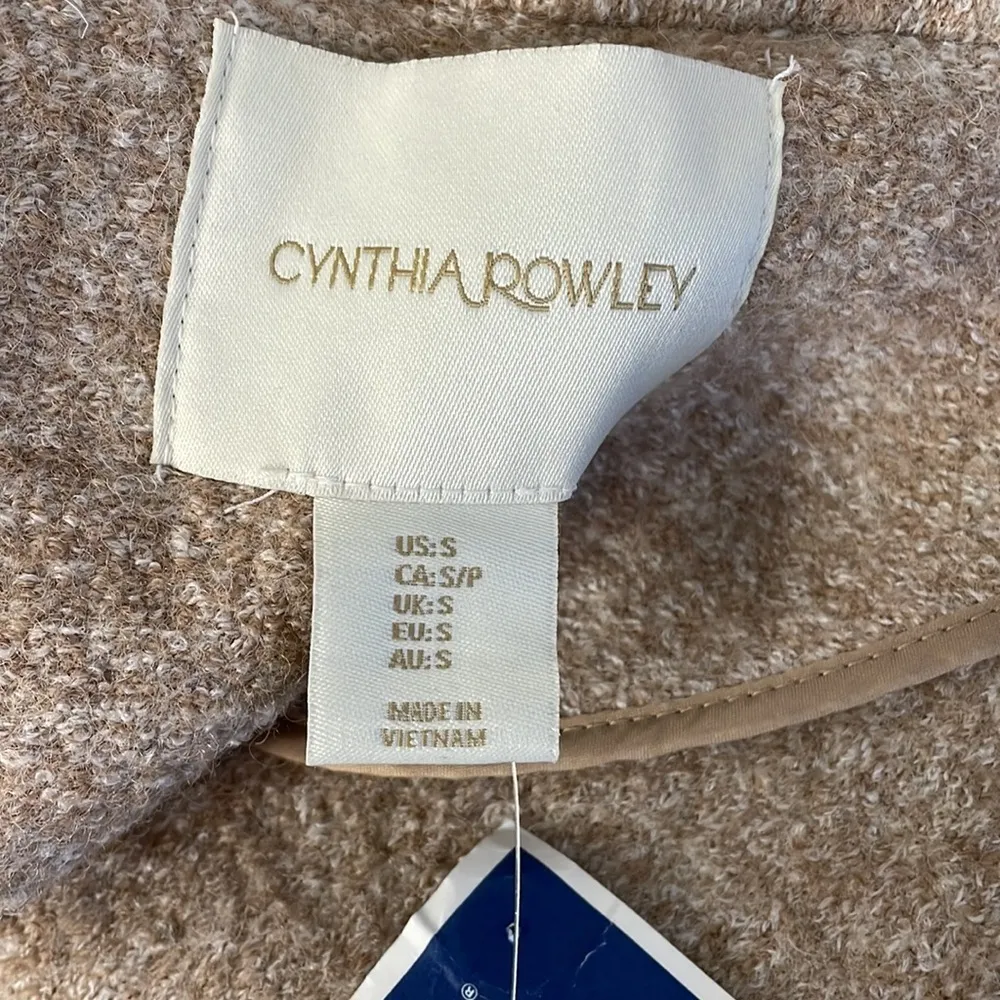 CYNTHIA ROWLEY
US: S
CA: S/P
UK: S
EU: S
AU: S
MADE IN
VIETNAM
®